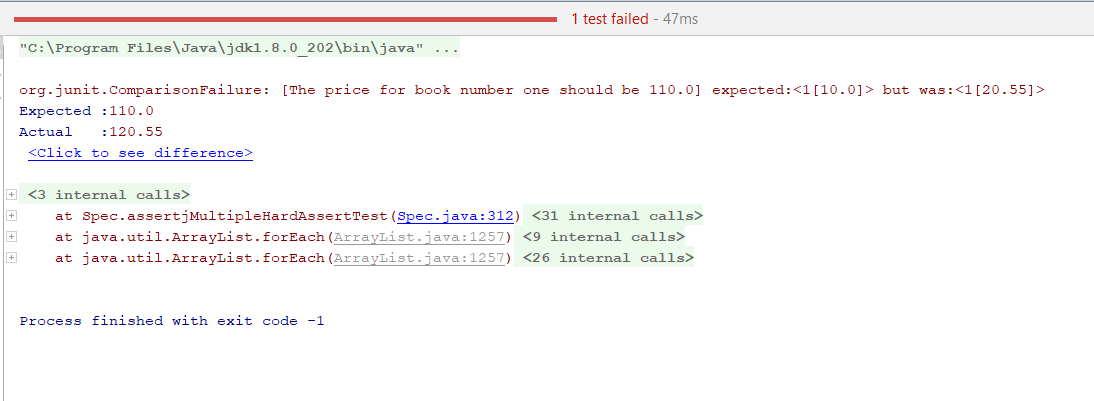 1 test failed - 47ms
"C:\Program Files\Java\jdk1.8.0_202\bin\java" ...
org.junit.ComparisonFailure: [The price for book number one should be 110.0] expected:<1[10.0]> but was:<1[20.55]>
Expected :110.0
Actual   :120.55
<Click to see difference>
<3 internal calls>
at Spec.assertjMultipleHardAssertTest(Spec.java:312) <31 internal calls>
at java.util.ArrayList.forEach(ArrayList.java:1257) <9 internal calls>
at java.util.ArrayList.forEach(ArrayList.java:1257) <26 internal calls>
Process finished with exit code -1